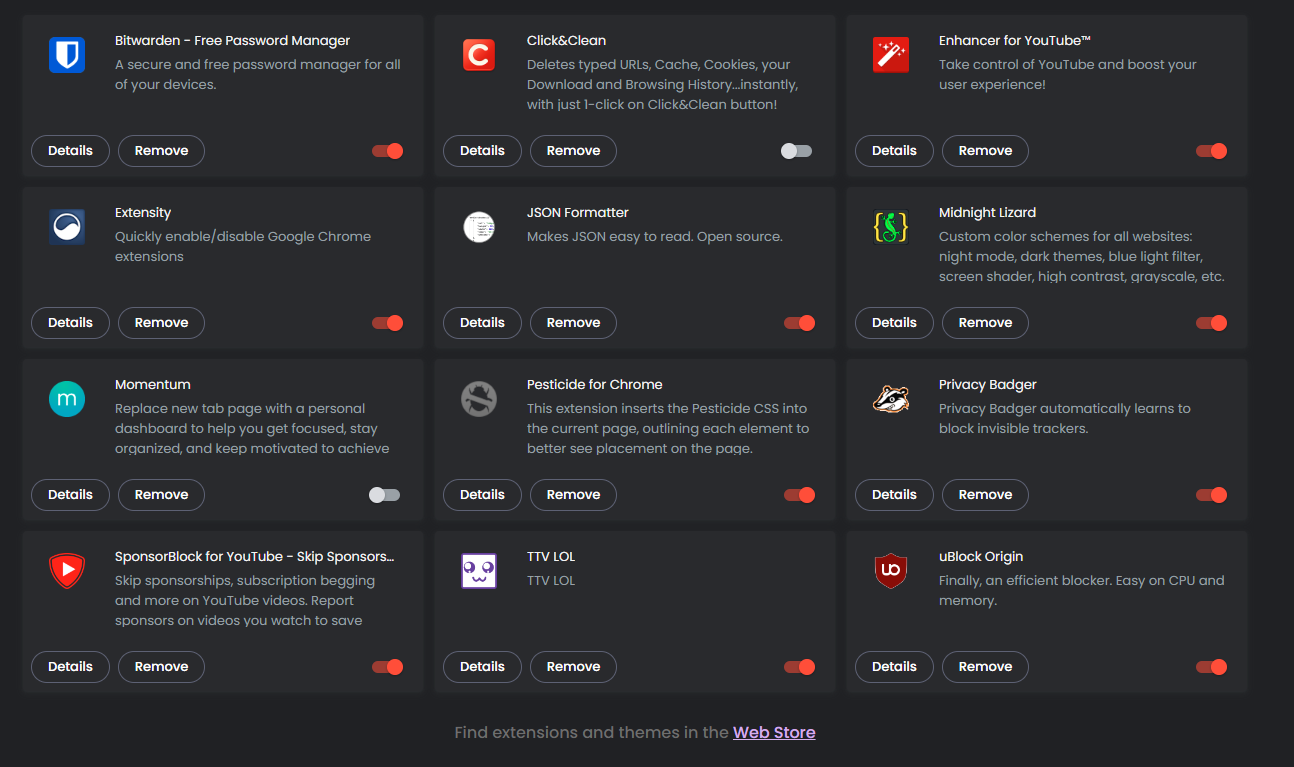 Bitwarden - Free Password Manager
A secure and free password manager for all
of your devices.
Details
Remove
C
Click&Clean
Deletes typed URLs, Cache, Cookies, your
Download and Browsing History...instantly,
with just 1-click on Click&Clean button!
Details
Remove
Enhancer for YouTube™
Take control of YouTube and boost your
user experience!
Details
Remove
Extensity
Quickly enable/disable Google Chrome
extensions
Details
Remove
JSON Formatter
Makes JSON easy to read. Open source.
Details
Remove
Midnight Lizard
Custom color schemes for all websites:
night mode, dark themes, blue light filter,
screen shader, high contrast, grayscale, etc.
Details
Remove
m
Momentum
Replace new tab page with a personal
dashboard to help you get focused, stay
organized, and keep motivated to achieve
Details
Remove
Pesticide for Chrome
This extension inserts the Pesticide CSS into
the current page, outlining each element to
better see placement on the page.
Details
Remove
Privacy Badger
Privacy Badger automatically learns to
block invisible trackers.
Details
Remove
SponsorBlock for YouTube - Skip Sponsors...
Skip sponsorships, subscription begging
and more on YouTube videos. Report
sponsors on videos you watch to save
Details
Remove
TTV LOL
TTV LOL
Details
Remove
uo
uBlock Origin
Finally, an efficient blocker. Easy on CPU and
memory.
Details
Remove
Find extensions and themes in the Web Store